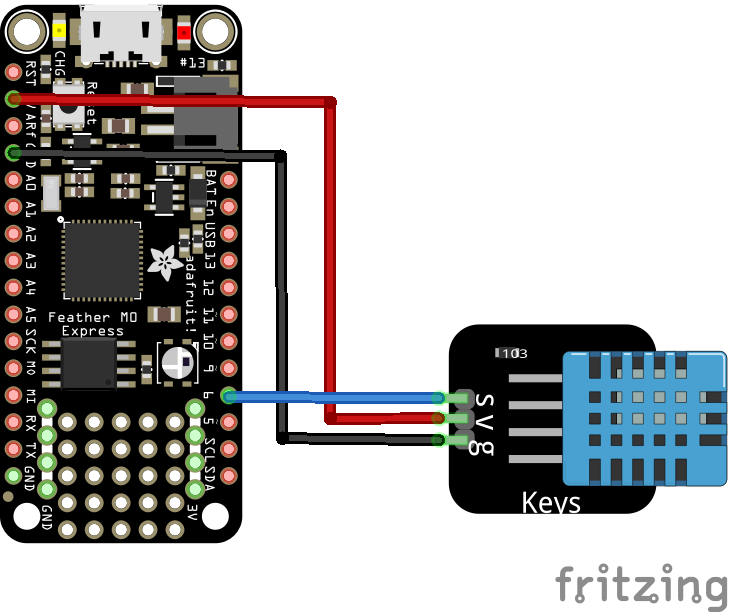 CHG
#13
Reset
RST
ARf
A0
A1
A2
A3
A4
A5
SCK
MO
MI
RX
TX
GND
BAT
En
USB
13
12
11
10
9
6
5
SCL
SDA
adafruit!
Feather M0
Express
GND
3V
103
S
V
g
Keys
fritzing